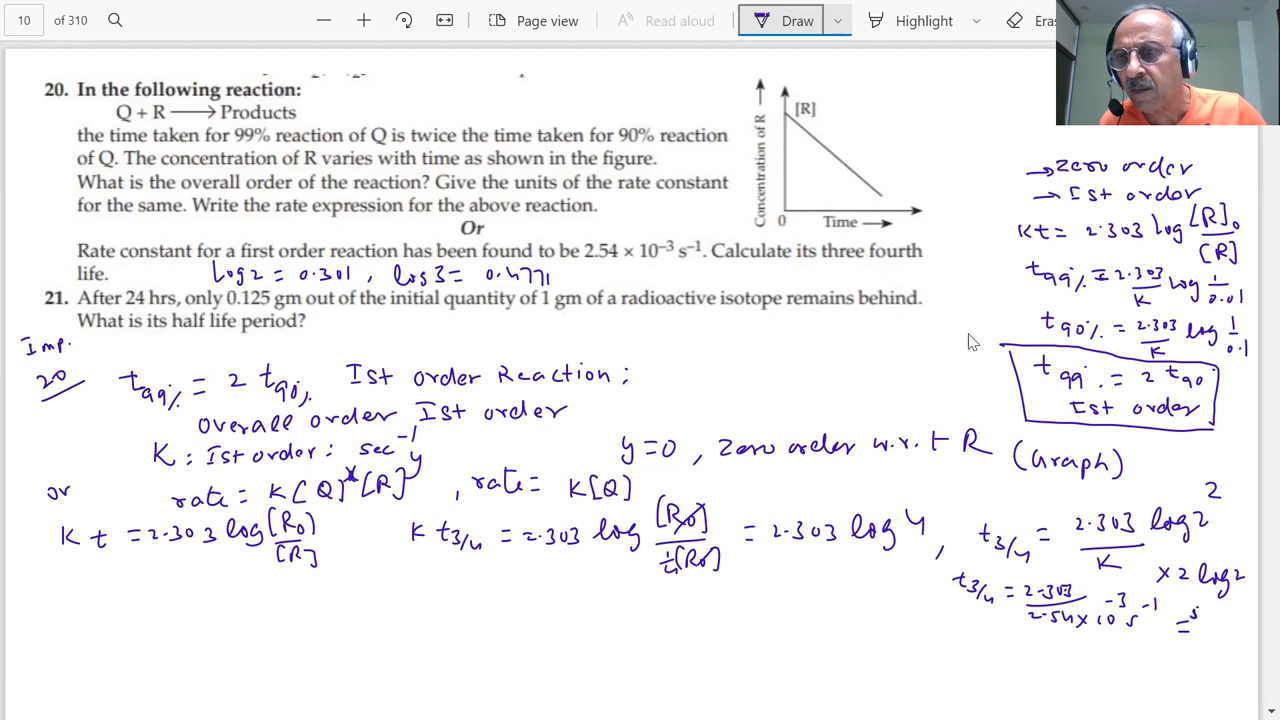 10 of 310
Page view
Read aloud
Draw
Highlight
Eras
20. In the following reaction:
Q + R ⟶ Products
the time taken for 99% reaction of Q is twice the time taken for 90% reaction
of Q. The concentration of R varies with time as shown in the figure.
What is the overall order of the reaction? Give the units of the rate constant
for the same. Write the rate expression for the above reaction.
Or
Rate constant for a first order reaction has been found to be 2.54 × 10⁻³ s⁻¹. Calculate its three fourth
life.
log 2 = 0.301, log 3 = 0.4771
21. After 24 hrs, only 0.125 gm out of the initial quantity of 1 gm of a radioactive isotope remains behind.
What is its half life period?
Concentration of R
[R]
0
Time
→ Zero order
→ Ist order
Kt = 2.303 log [R]₀/[R]
t99% = 2.303/K log 1/0.01
t90% = 2.303/K log 1/0.1
t99. = 2 t90
Ist order
Imp.
20
t99% = 2 t90% Ist order Reaction;
Overall order Ist order
K : Ist order : sec⁻¹
y = 0, Zero order w.r.t R (Graph)
rate = K[Q]ˣ[R]ʸ, rate = K[Q]
or
Kt = 2.303 log [R₀]/[R]
K t3/4 = 2.303 log [R₀]/¼[R₀] = 2.303 log 4,
t3/4 = 2.303/K log 2²
t3/4 = 2.303/2.54×10⁻³ s⁻¹ × 2 log 2
= s